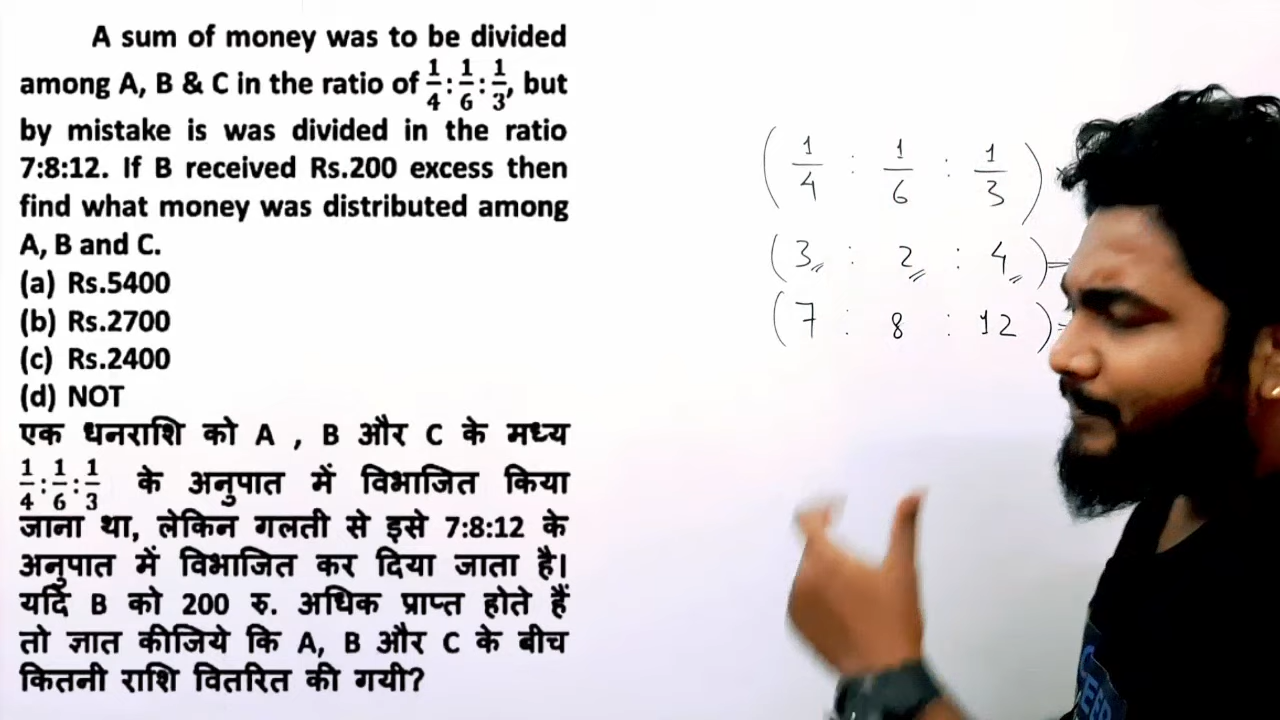 A sum of money was to be divided
among A, B & C in the ratio of 1/4 : 1/6 : 1/3, but
by mistake is was divided in the ratio
7:8:12. If B received Rs.200 excess then
find what money was distributed among
A, B and C.
(a) Rs.5400
(b) Rs.2700
(c) Rs.2400
(d) NOT
एक धनराशि को A , B और C के मध्य
1/4 : 1/6 : 1/3 के अनुपात में विभाजित किया
जाना था, लेकिन गलती से इसे 7:8:12 के
अनुपात में विभाजित कर दिया जाता है।
यदि B को 200 रु. अधिक प्राप्त होते हैं
तो ज्ञात कीजिये कि A, B और C के बीच
कितनी राशि वितरित की गयी?
(1/4 : 1/6 : 1/3)
(3 : 2 : 4)=
(7 : 8 : 12)=